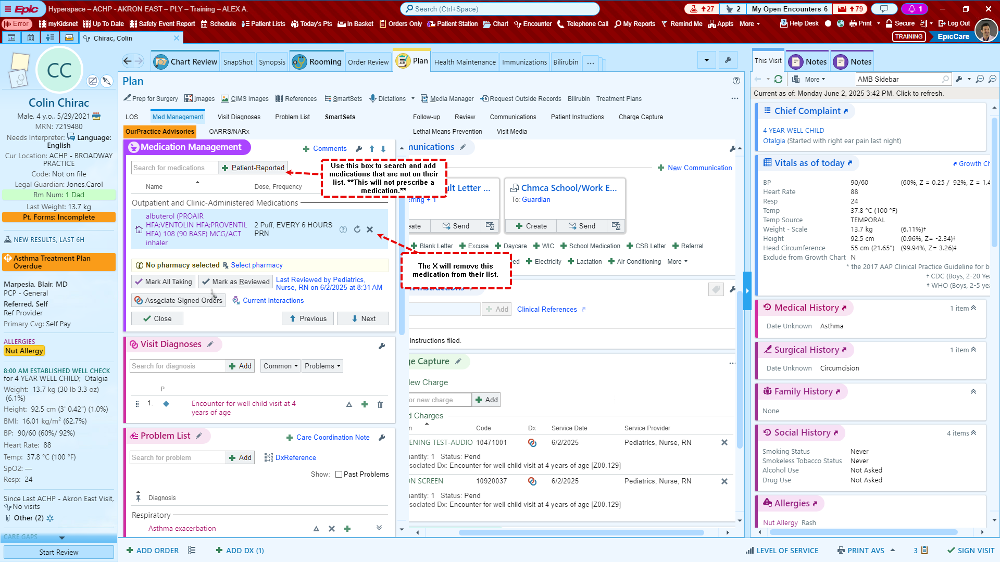 Epic Hyperspace – ACHP - AKRON EAST – PLY – Training – ALEX A.
Search (Ctrl+Space)
27
2
My Open Encounters 6
79
1
Error
myKidsnet
Up To Date
Safety Event Report
Schedule
Patient Lists
Today's Pts
In Basket
Orders Only
Patient Station
Chart
Encounter
Telephone Call
My Reports
Remind Me
Appts
More
Help Desk
Print
Secure
Log Out
Chirac, Colin
TRAINING
EpicCare
CC
Colin Chirac
Male, 4 y.o., 5/29/2021
MRN: 7219480
Needs Interpreter: Language:
English
Cur Location: ACHP - BROADWAY
PRACTICE
Code: Not on file
Legal Guardian: Jones,Carol
Rm Num: 1 Dad
Last Weight: 13.7 kg
Pt. Forms: Incomplete
NEW RESULTS, LAST 6H
Asthma Treatment Plan
Overdue
Marpesia, Blair, MD
PCP - General
Referred, Self
Ref Provider
Primary Cvg: Self Pay
ALLERGIES
Nut Allergy
8:00 AM ESTABLISHED WELL CHECK
for 4 YEAR WELL CHILD; Otalgia
Weight: 13.7 kg (30 lb 3.3 oz)
(6.1%)
Height: 92.5 cm (3' 0.42") (1.0%)
BMI: 16.01 kg/m² (62.7%)
BP: 90/60 (60%/ 92%)
Heart Rate: 88
Temp: 37.8 °C (100 °F)
SpO2: —
Resp: 24
Since Last ACHP - Akron East Visit,
No visits
Other (2)
CARE GAPS
Start Review
Chart Review
SnapShot
Synopsis
Rooming
Order Review
Plan
Health Maintenance
Immunizations
Bilirubin
...
Plan
Prep for Surgery
Images
CIMS Images
References
SmartSets
Dictations
Media Manager
Request Outside Records
Bilirubin
Treatment Plans
...
LOS
Med Management
Visit Diagnoses
Problem List
SmartSets
Follow-up
Review
Communications
Patient Instructions
Charge Capture
OurPractice Advisories
OARRS/NARx
Lethal Means Prevention
Visit Media
Medication Management
Comments
Search for medications
Patient-Reported
Name
Dose, Frequency
Outpatient and Clinic-Administered Medications
albuterol (PROAIR
HFA;VENTOLIN HFA;PROVENTIL
HFA) 108 (90 BASE) MCG/ACT
inhaler
2 Puff, EVERY 6 HOURS
PRN
No pharmacy selected
Select pharmacy
Mark All Taking
Mark as Reviewed
Last Reviewed by Pediatrics,
Nurse, RN on 6/2/2025 at 8:31 AM
Associate Signed Orders
Current Interactions
Close
Previous
Next
Use this box to search and add
medications that are not on their
list. **This will not prescribe a
medication.**
The X will remove this
medication from their list.
Visit Diagnoses
Search for diagnosis
Add
Common
Problems
P
1.
Encounter for well child visit at 4
years of age
Problem List
Care Coordination Note
Search for problem
Add
DxReference
Show: Past Problems
Diagnosis
Respiratory
Asthma exacerbation
nunications
New Communication
ult Letter ...
erring + 1
eate
Send
Chmca School/Work E...
To: Guardian
Create
Send
Blank Letter
Excuse
Daycare
WIC
School Medication
CSB Letter
Referral
ed
Electricity
Lactation
Air Conditioning
More
Add
Clinical References
instructions filed.
ge Capture
...
New Charge
or new charge
Add
d Charges
n
Code
Dx
Service Date
Service Provider
ENING TEST-AUDIO 10471001 6/2/2025 Pediatrics, Nurse, RN
uantity: 1 Status: Pend
sociated Dx: Encounter for well child visit at 4 years of age [Z00.129]
ON SCREEN 10920037 6/2/2025 Pediatrics, Nurse, RN
uantity: 1 Status: Pend
sociated Dx: Encounter for well child visit at 4 years of age [Z00.129]
This Visit
Notes
Notes
More
AMB Sidebar
Current as of: Monday June 2, 2025 3:42 PM. Click to refresh.
Chief Complaint
4 YEAR WELL CHILD
Otalgia (Started with right ear pain last night)
Vitals as of today
Growth Ch
BP 90/60 (60%, Z = 0.25 / 92%, Z = 1.4
Heart Rate 88
Resp 24
Temp 37.8 °C (100 °F)
Temp Source TEMPORAL
Weight - Scale 13.7 kg (6.11%)†
Height 92.5 cm (0.96%, Z= -2.34)†
Head Circumference 55 cm (21.65") (99.94%, Z= 3.26)‡
Exclude from Growth Chart N
* the 2017 AAP Clinical Practice Guideline for b
† CDC (Boys, 2-20 Yea
‡ WHO (Boys, 2-5 yea
Medical History
1 item
Date Unknown Asthma
Surgical History
1 item
Date Unknown Circumcision
Family History
None
Social History
4 items
Smoking Status Never
Smokeless Tobacco Status Never
Alcohol Use Not Asked
Drug Use Not Asked
Allergies
Nut Allergy Rash
ADD ORDER
ADD DX (1)
LEVEL OF SERVICE
PRINT AVS
3
SIGN VISIT